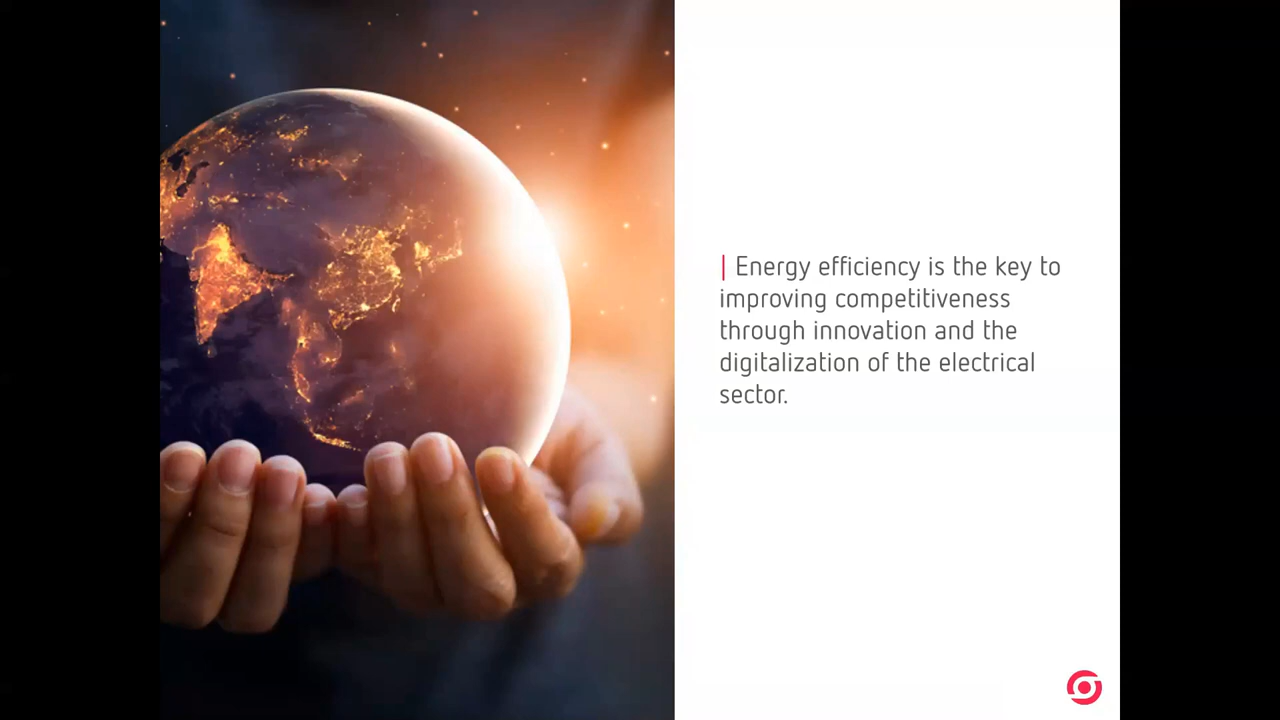 | Energy efficiency is the key to
improving competitiveness
through innovation and the
digitalization of the electrical
sector.